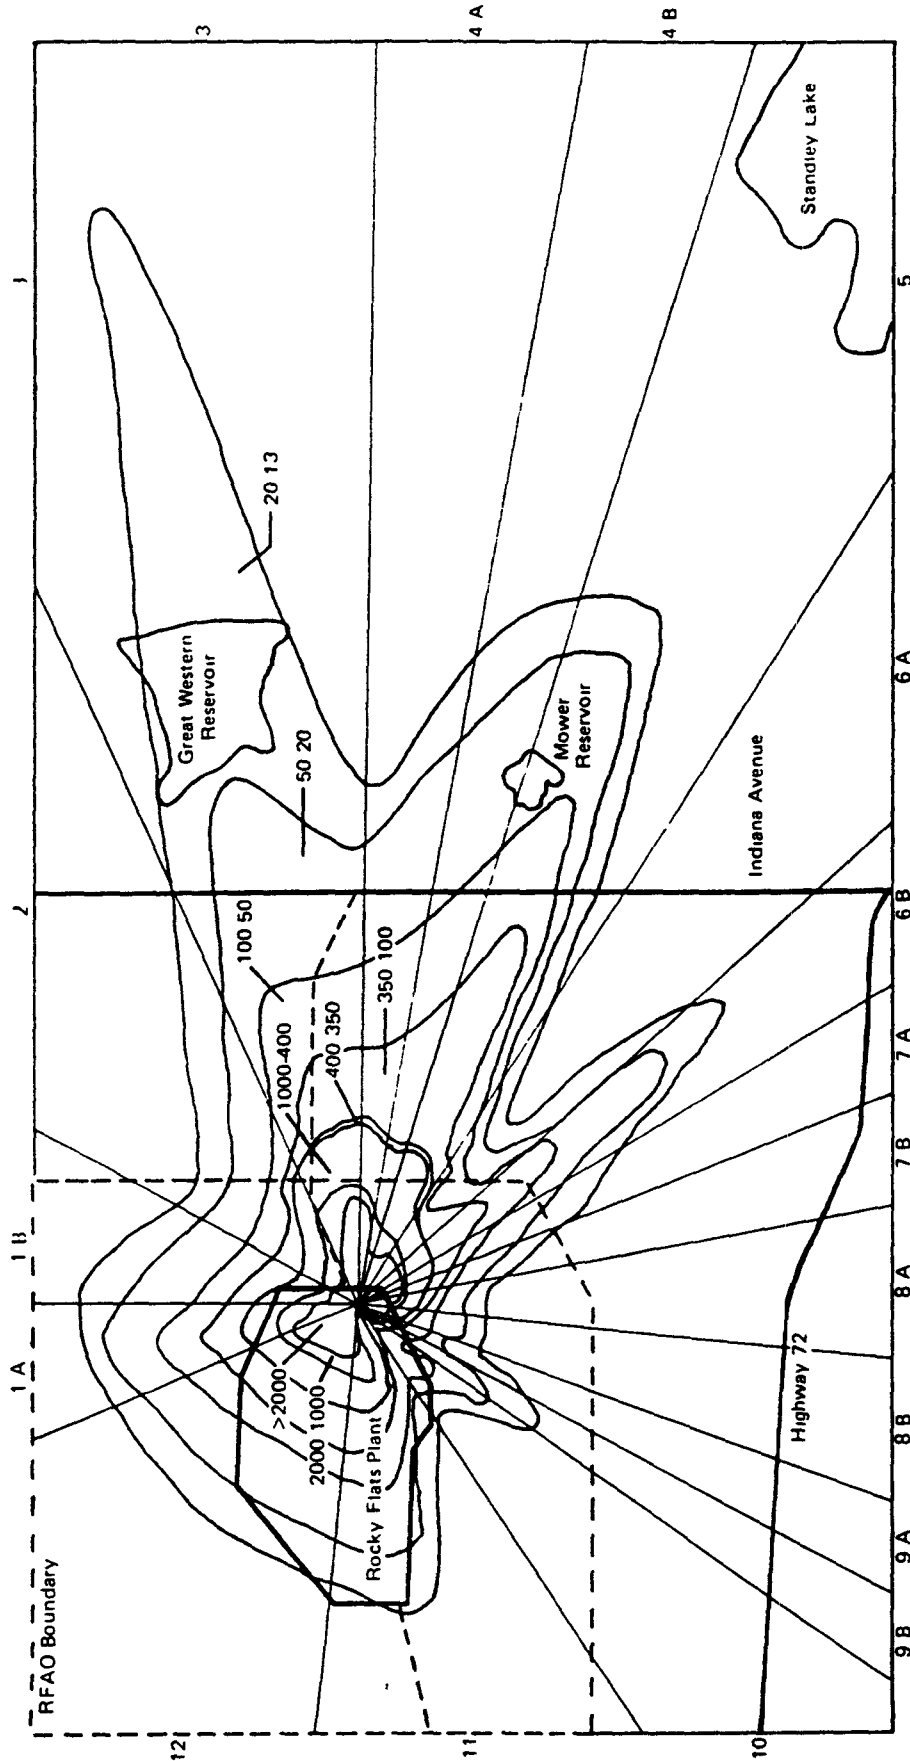 RFAO Boundary
1 A
1 B
2
3
4 A
4 B
5
6 A
6 B
7 A
7 B
8 A
8 B
9 A
9 B
10
11
12
Great Western
Reservoir
20 13
50 20
100 50
1000-400
400 350
350 100
>2000
2000 1000
Rocky Flats Plant
Mower
Reservoir
Indiana Avenue
Highway 72
Standley Lake